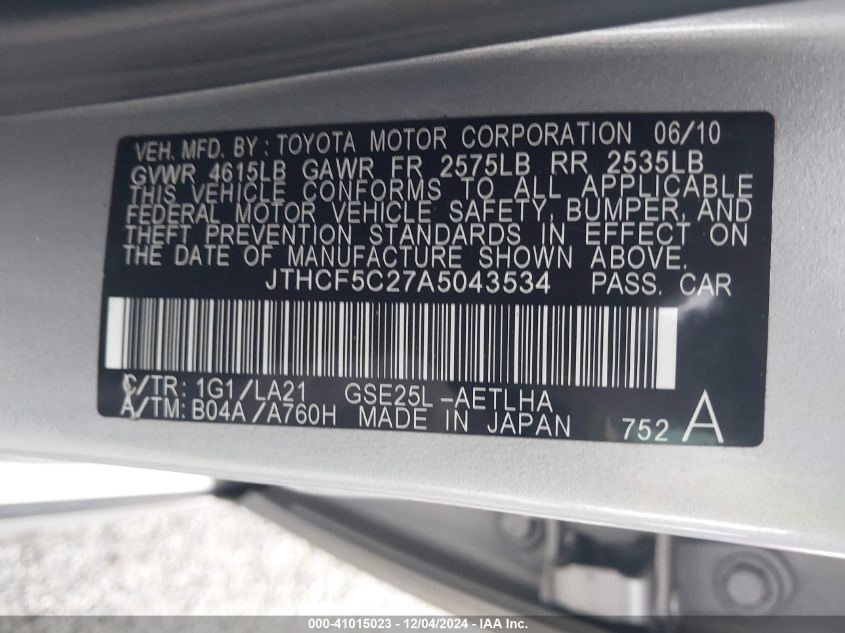 VEH. MFD. BY : TOYOTA MOTOR CORPORATION 06/10
GVWR 4615LB GAWR FR 2575LB RR 2535LB
THIS VEHICLE CONFORMS TO ALL APPLICABLE
FEDERAL MOTOR VEHICLE SAFETY, BUMPER, AND
THEFT PREVENTION STANDARDS IN EFFECT ON
THE DATE OF MANUFACTURE SHOWN ABOVE.
JTHCF5C27A5043534 PASS. CAR
C/TR: 1G1/LA21 GSE25L-AETLHA
A/TM: B04A/A760H MADE IN JAPAN 752 A
000-41015023 - 12/04/2024 - IAA Inc.